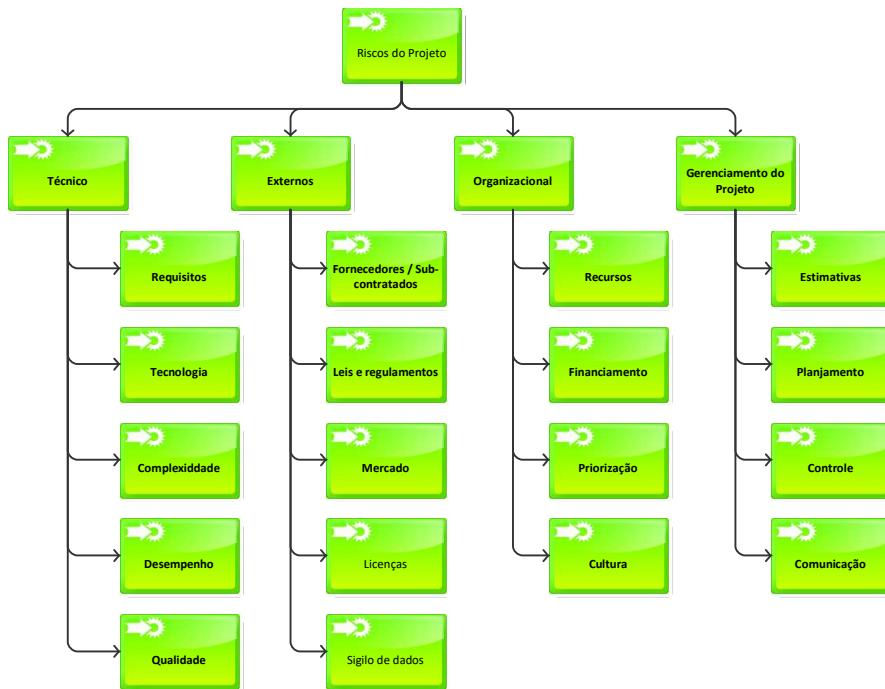 Riscos do Projeto
Técnico
Externos
Organizacional
Gerenciamento do
Projeto
Requisitos
Fornecedores / Sub-
contratados
Recursos
Estimativas
Tecnologia
Leis e regulamentos
Financiamento
Planjamento
Complexiddade
Mercado
Priorização
Controle
Desempenho
Licenças
Cultura
Comunicação
Qualidade
Sigilo de dados